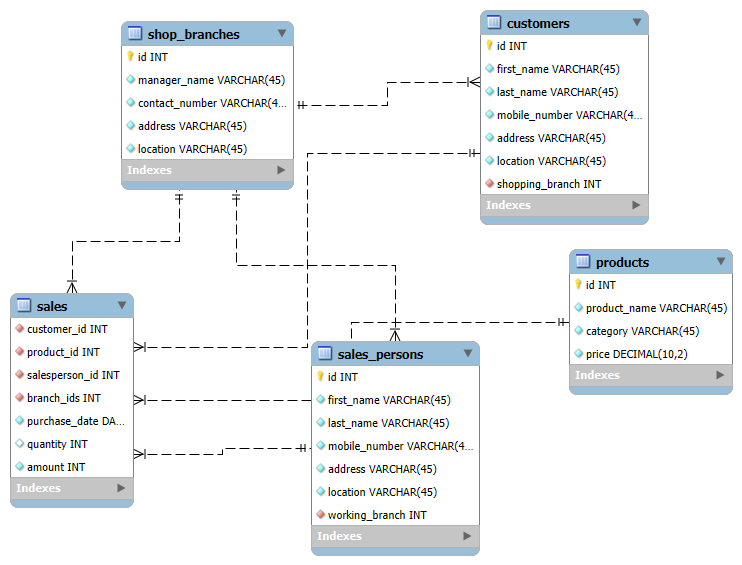 shop_branches
id INT
manager_name VARCHAR(45)
contact_number VARCHAR(4...
address VARCHAR(45)
location VARCHAR(45)
Indexes
customers
id INT
first_name VARCHAR(45)
last_name VARCHAR(45)
mobile_number VARCHAR(4...
address VARCHAR(45)
location VARCHAR(45)
shopping_branch INT
Indexes
products
id INT
product_name VARCHAR(45)
category VARCHAR(45)
price DECIMAL(10,2)
Indexes
sales
customer_id INT
product_id INT
salesperson_id INT
branch_ids INT
purchase_date DA...
quantity INT
amount INT
Indexes
sales_persons
id INT
first_name VARCHAR(45)
last_name VARCHAR(45)
mobile_number VARCHAR(4...
address VARCHAR(45)
location VARCHAR(45)
working_branch INT
Indexes